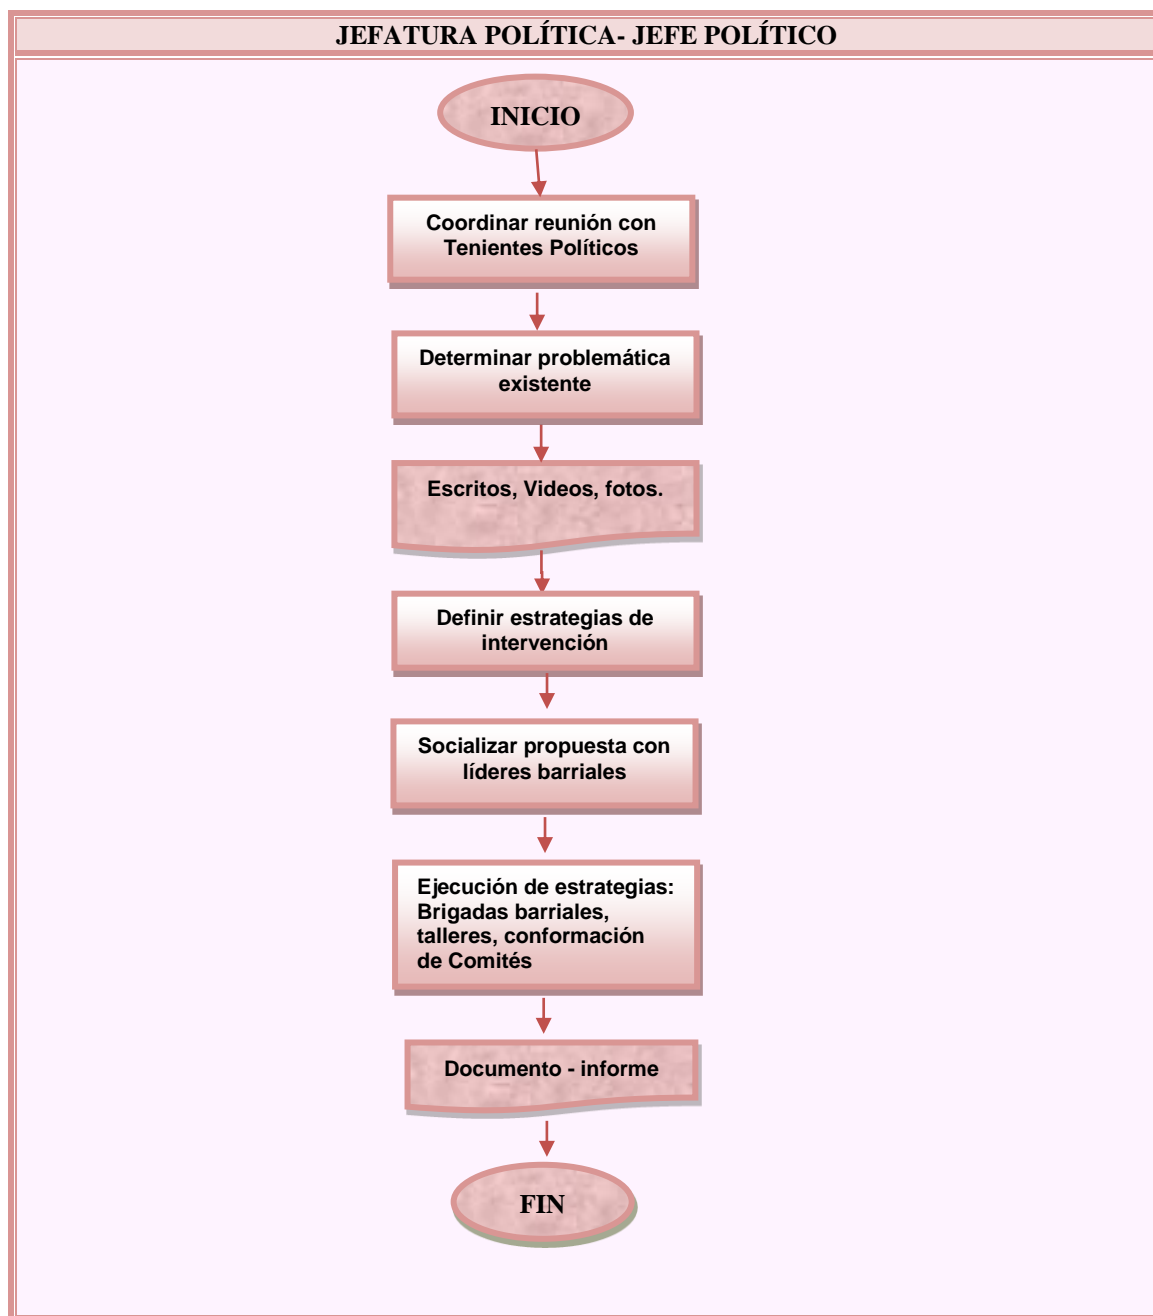 JEFATURA POLÍTICA- JEFE POLÍTICO
INICIO
Coordinar reunión con
Tenientes Políticos
Determinar problemática
existente
Escritos, Videos, fotos.
Definir estrategias de
intervención
Socializar propuesta con
líderes barriales
Ejecución de estrategias:
Brigadas barriales,
talleres, conformación
de Comités
Documento - informe
FIN